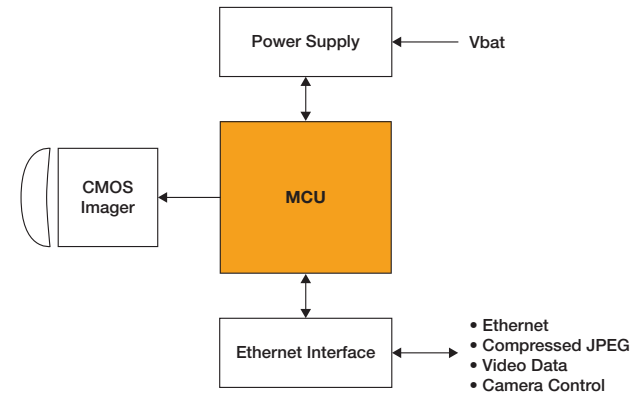 Power Supply
Vbat
CMOS
Imager
MCU
Ethernet Interface
• Ethernet
• Compressed JPEG
• Video Data
• Camera Control